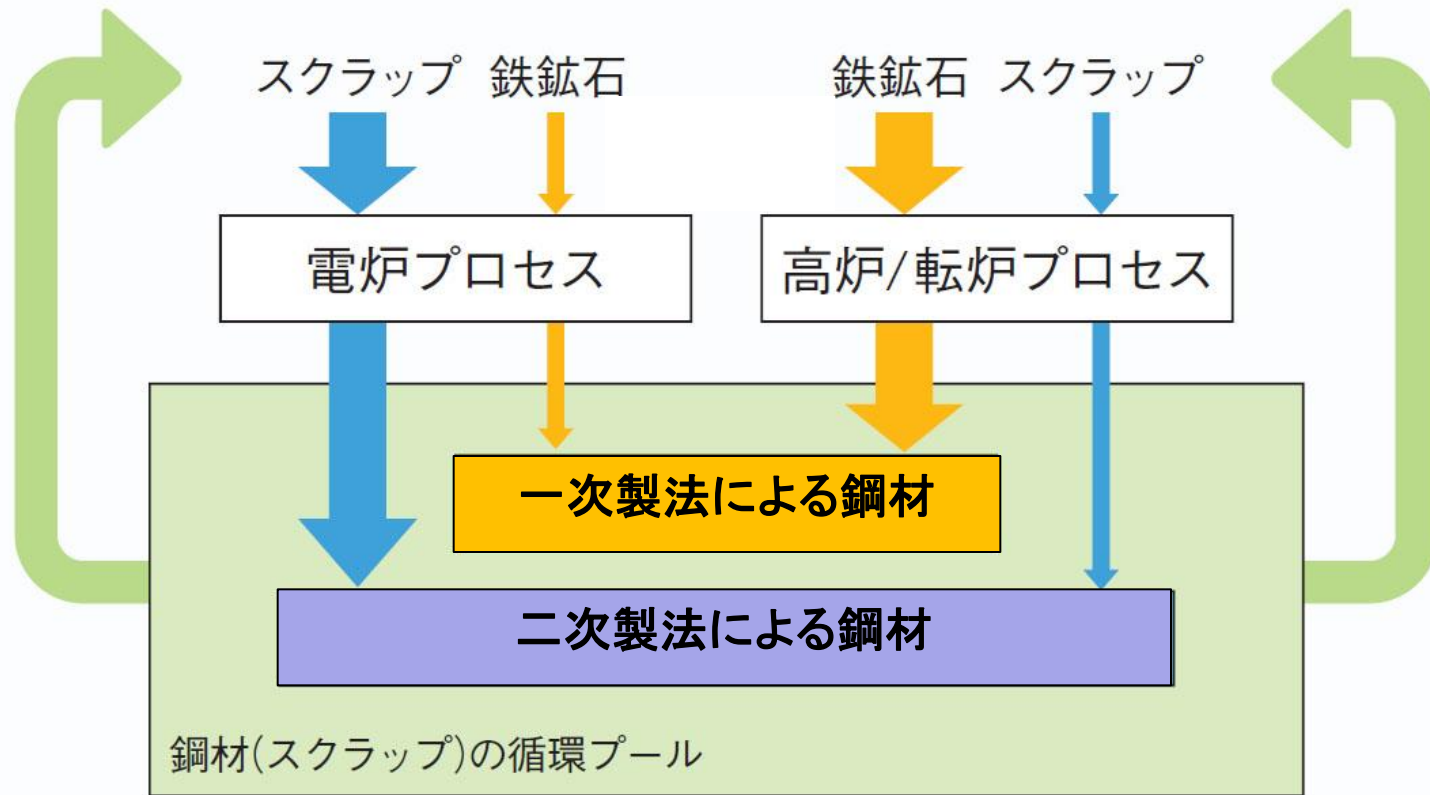 スクラップ 鉄鉱石 鉄鉱石 スクラップ
電炉プロセス 高炉/転炉プロセス
一次製法による鋼材
二次製法による鋼材
鋼材(スクラップ)の循環プール